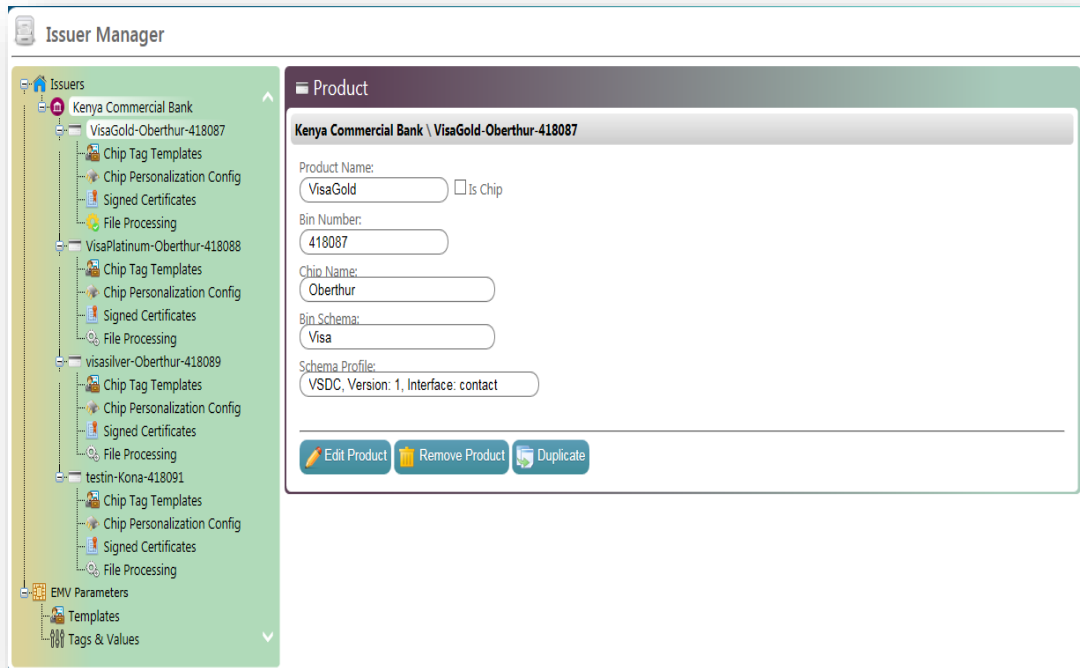 Issuer Manager
Issuers
Kenya Commercial Bank
VisaGold-Oberthur-418087
Chip Tag Templates
Chip Personalization Config
Signed Certificates
File Processing
VisaPlatinum-Oberthur-418088
Chip Tag Templates
Chip Personalization Config
Signed Certificates
File Processing
visasilver-Oberthur-418089
Chip Tag Templates
Chip Personalization Config
Signed Certificates
File Processing
testin-Kona-418091
Chip Tag Templates
Chip Personalization Config
Signed Certificates
File Processing
EMV Parameters
Templates
Tags & Values
Product
Kenya Commercial Bank \ VisaGold-Oberthur-418087
Product Name:
VisaGold Is Chip
Bin Number:
418087
Chip Name:
Oberthur
Bin Schema:
Visa
Schema Profile:
VSDC, Version: 1, Interface: contact
Edit Product Remove Product Duplicate